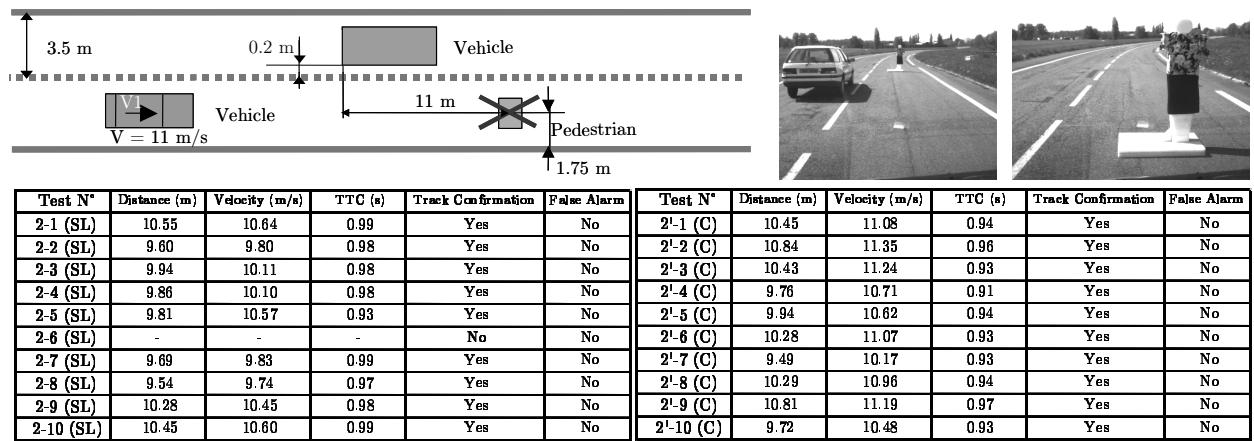 3.5 m
0.2 m
Vehicle
V1
Vehicle
V = 11 m/s
11 m
Pedestrian
1.75 m
Test N° Distance (m) Velocity (m/s) TTC (s) Track Confirmation False Alarm
2-1 (SL) 10.55 10.64 0.99 Yes No
2-2 (SL) 9.60 9.80 0.98 Yes No
2-3 (SL) 9.94 10.11 0.98 Yes No
2-4 (SL) 9.86 10.10 0.98 Yes No
2-5 (SL) 9.81 10.57 0.93 Yes No
2-6 (SL) - - - No No
2-7 (SL) 9.69 9.83 0.99 Yes No
2-8 (SL) 9.54 9.74 0.97 Yes No
2-9 (SL) 10.28 10.45 0.98 Yes No
2-10 (SL) 10.45 10.60 0.99 Yes No
Test N° Distance (m) Velocity (m/s) TTC (s) Track Confirmation False Alarm
2'-1 (C) 10.45 11.08 0.94 Yes No
2'-2 (C) 10.84 11.35 0.96 Yes No
2'-3 (C) 10.43 11.24 0.93 Yes No
2'-4 (C) 9.76 10.71 0.91 Yes No
2'-5 (C) 9.94 10.62 0.94 Yes No
2'-6 (C) 10.28 11.07 0.93 Yes No
2'-7 (C) 9.49 10.17 0.93 Yes No
2'-8 (C) 10.29 10.96 0.94 Yes No
2'-9 (C) 10.81 11.19 0.97 Yes No
2'-10 (C) 9.72 10.48 0.93 Yes No